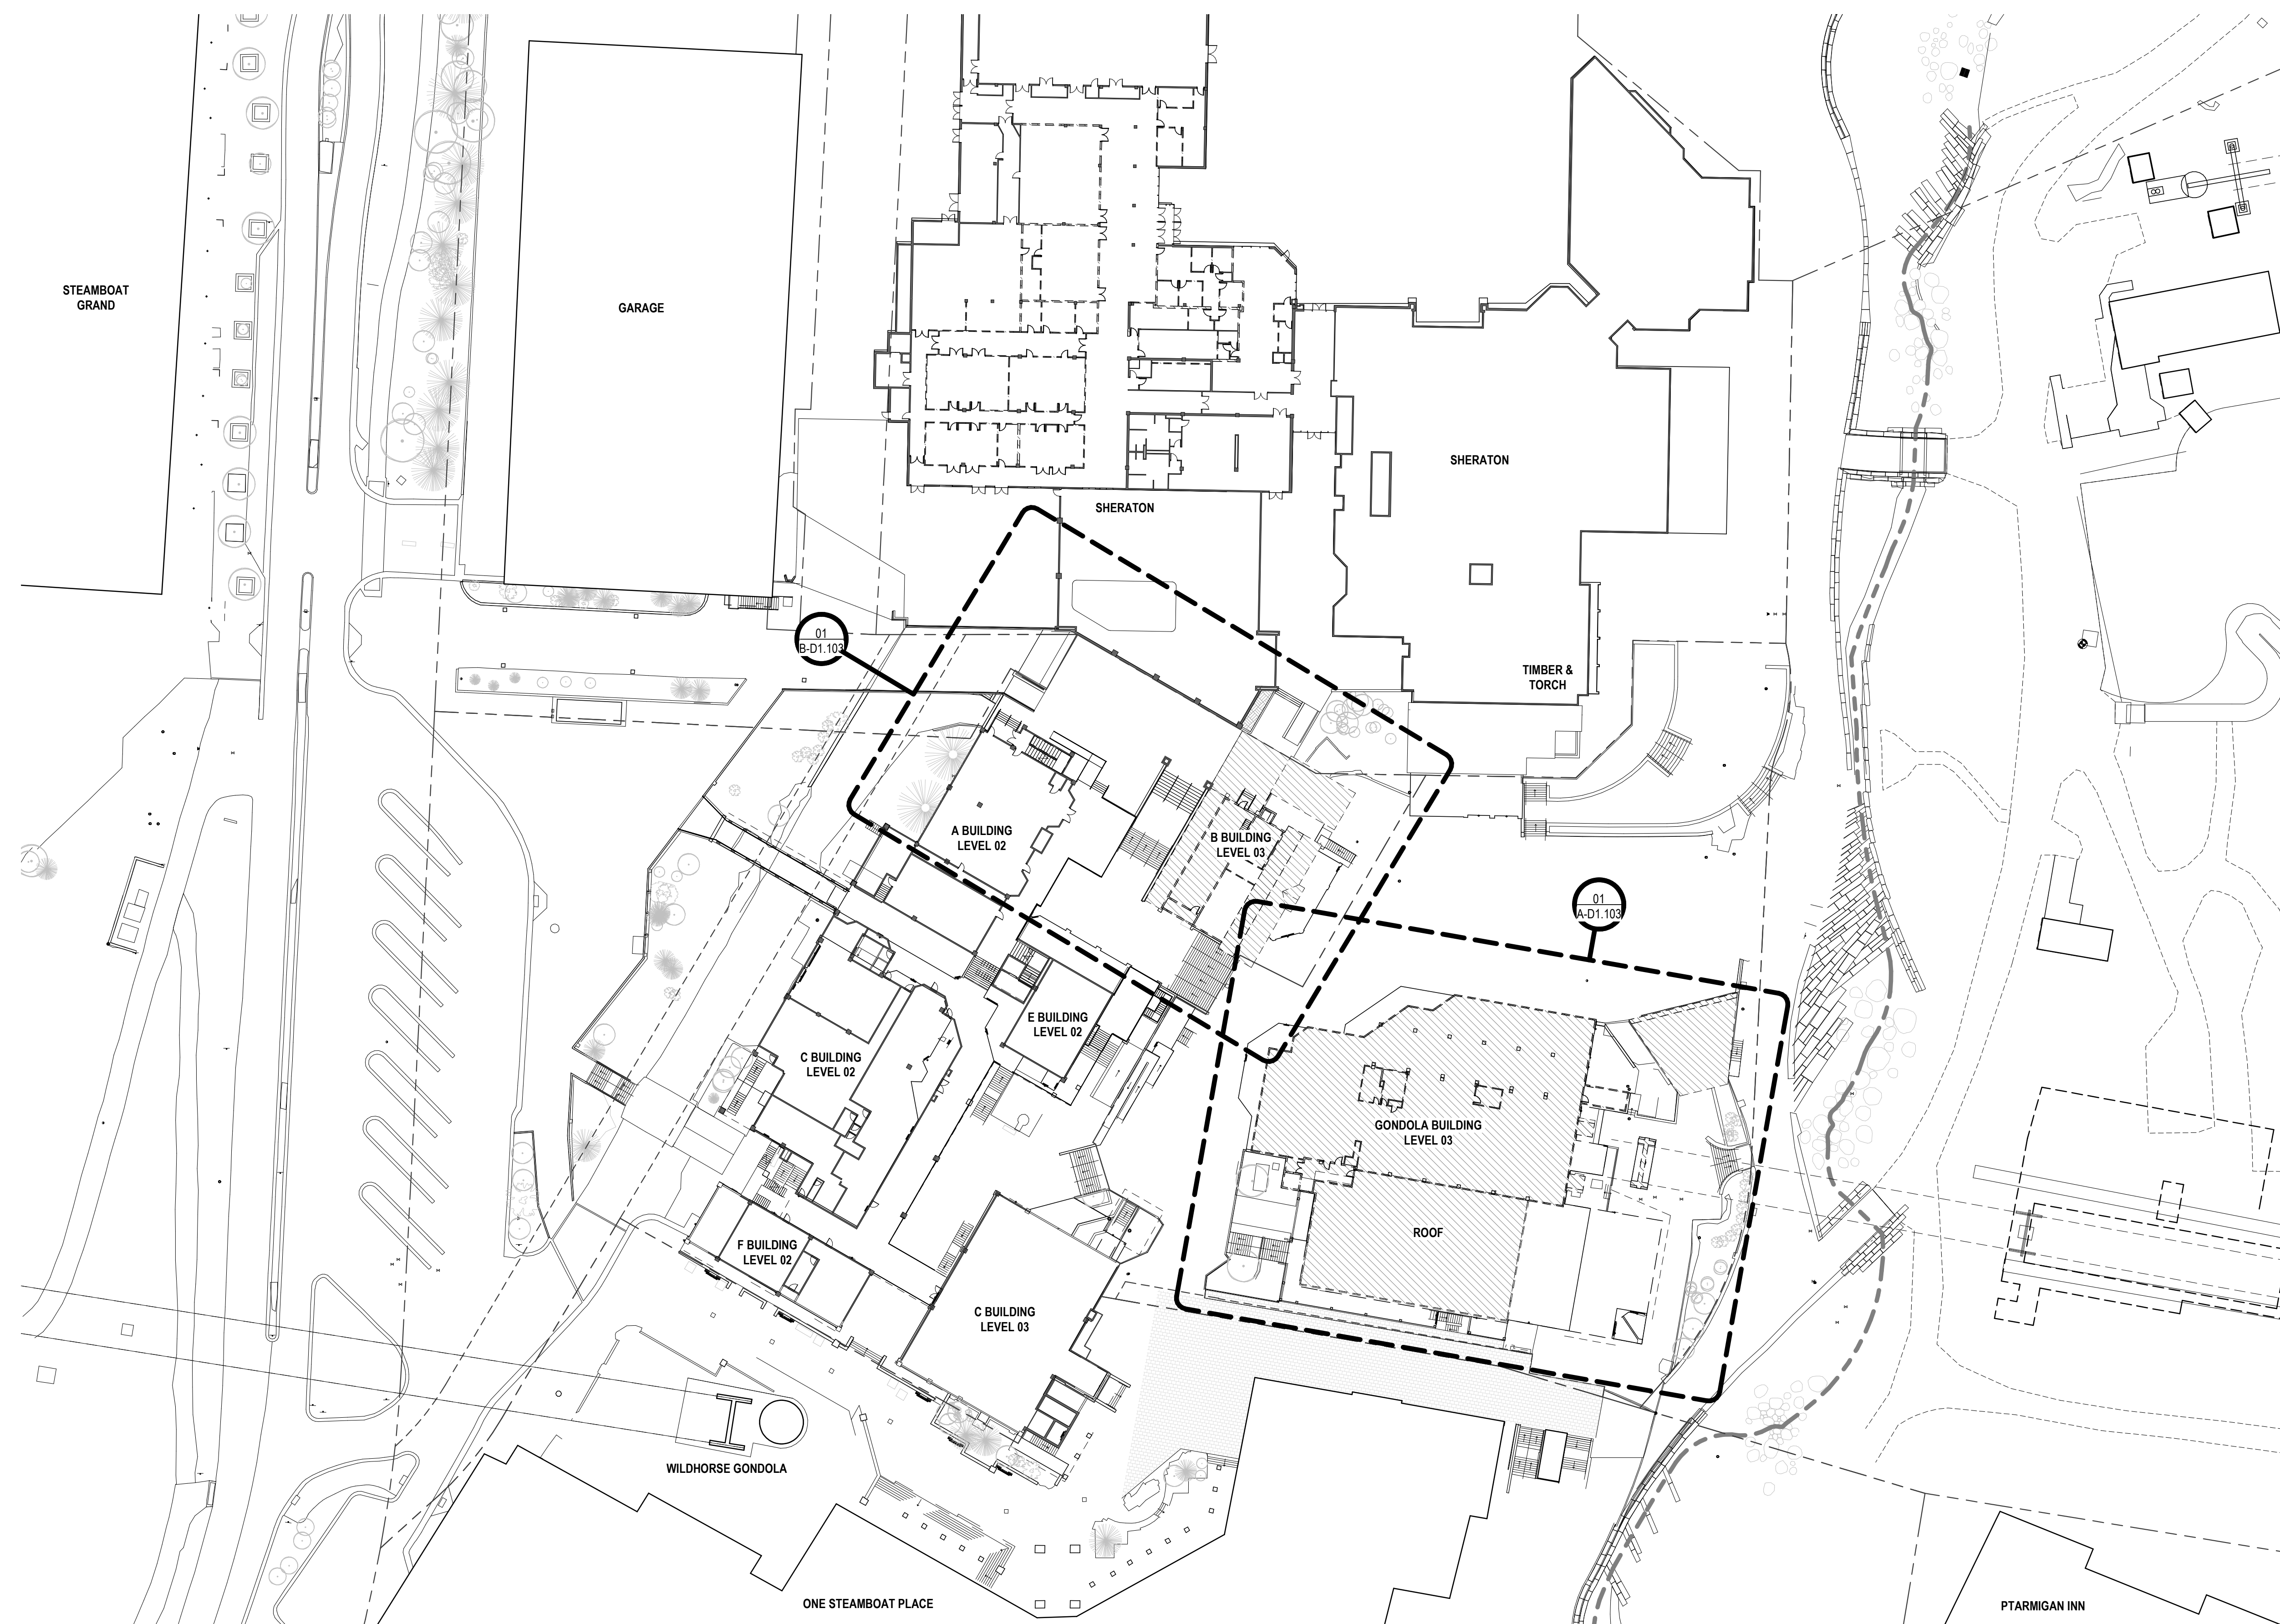 STEAMBOAT
GRAND
GARAGE
SHERATON
SHERATON
01
B-D1.103
TIMBER &
TORCH
A BUILDING
LEVEL 02
B BUILDING
LEVEL 03
01
A-D1.103
E BUILDING
LEVEL 02
C BUILDING
LEVEL 02
GONDOLA BUILDING
LEVEL 03
ROOF
F BUILDING
LEVEL 02
C BUILDING
LEVEL 03
WILDHORSE GONDOLA
ONE STEAMBOAT PLACE
PTARMIGAN INN